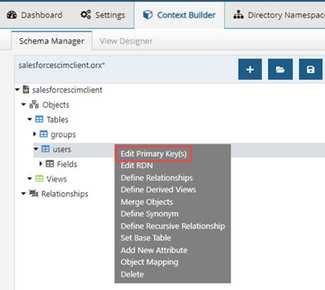 Dashboard Settings Context Builder Directory Namespace
Schema Manager View Designer
salesforcescimclient.orx*
salesforcescimclient
Objects
Tables
groups
users
Fields
Views
Relationships
Edit Primary Key(s)
Edit RDN
Define Relationships
Define Derived Views
Merge Objects
Define Synonym
Define Recursive Relationship
Set Base Table
Add New Attribute
Object Mapping
Delete